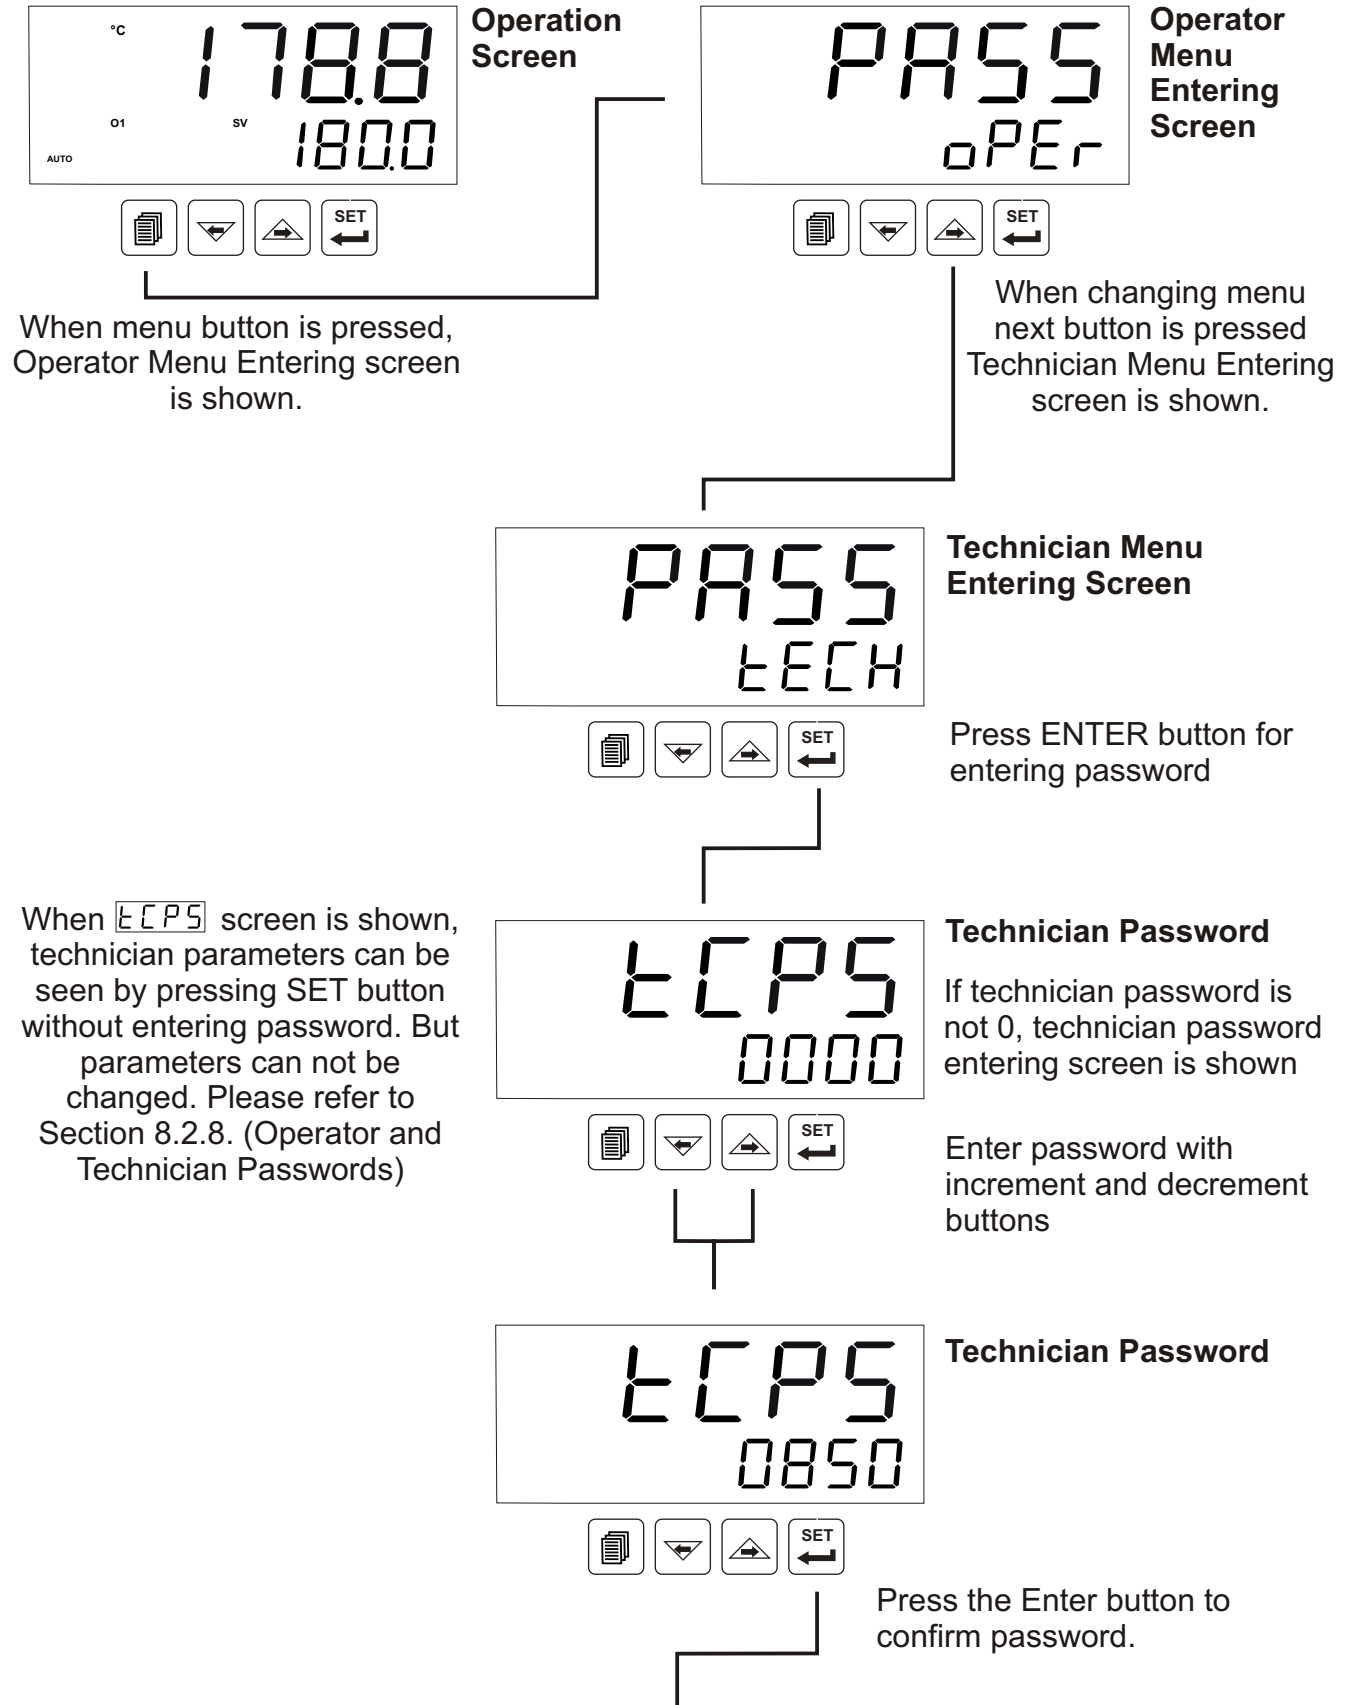 °C
178.8
O1
SV
180.0
AUTO
SET
Operation
Screen
PASS
oPEr
SET
Operator
Menu
Entering
Screen
When menu button is pressed,
Operator Menu Entering screen
is shown.
When changing menu
next button is pressed
Technician Menu Entering
screen is shown.
PASS
tECH
SET
Technician Menu
Entering Screen
Press ENTER button for
entering password
When tCPS screen is shown,
technician parameters can be
seen by pressing SET button
without entering password. But
parameters can not be
changed. Please refer to
Section 8.2.8. (Operator and
Technician Passwords)
tCPS
0000
SET
Technician Password
If technician password is
not 0, technician password
entering screen is shown
Enter password with
increment and decrement
buttons
tCPS
0850
SET
Technician Password
Press the Enter button to
confirm password.